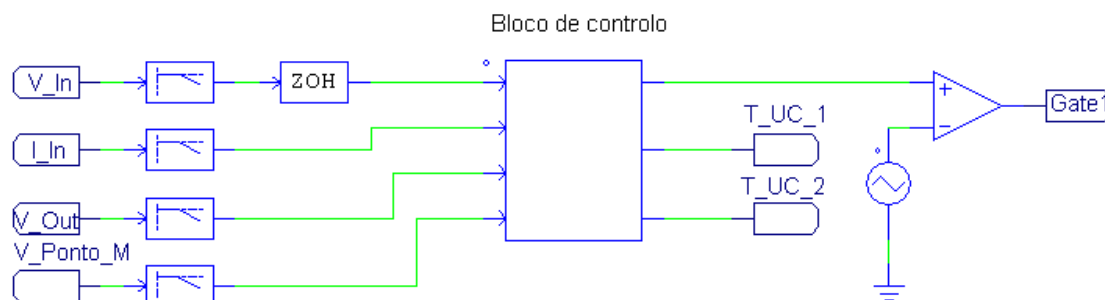 Bloco de controlo
V_In
ZOH
+
Gate1
T_UC_1
I_In
−
T_UC_2
V_Out
V_Ponto_M